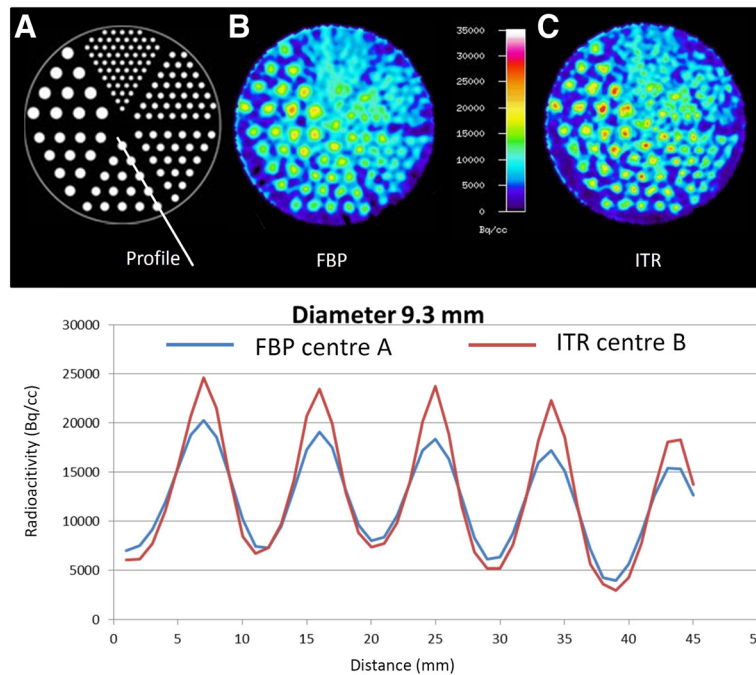 A
B
C
35000
30000
25000
20000
15000
10000
5000
0
Bq/cc
Profile
FBP
ITR
Diameter 9.3 mm
FBP centre A
ITR centre B
30000
25000
20000
15000
10000
5000
0
Radioacitivity (Bq/cc)
0 5 10 15 20 25 30 35 40 45 50
Distance (mm)